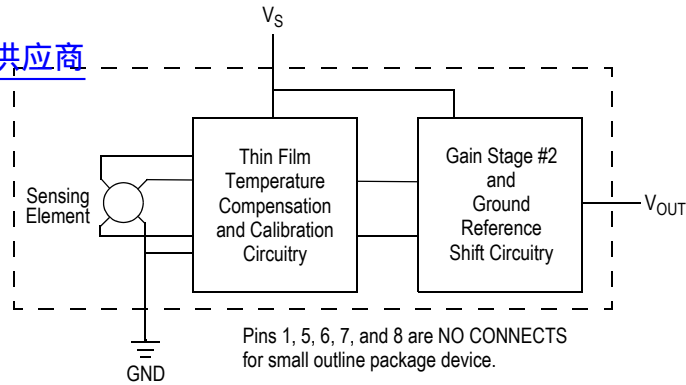 V_S
供应商
Thin Film
Temperature
Compensation
and Calibration
Circuitry
Gain Stage #2
and
Ground
Reference
Shift Circuitry
Sensing
Element
V_OUT
Pins 1, 5, 6, 7, and 8 are NO CONNECTS
for small outline package device.
GND